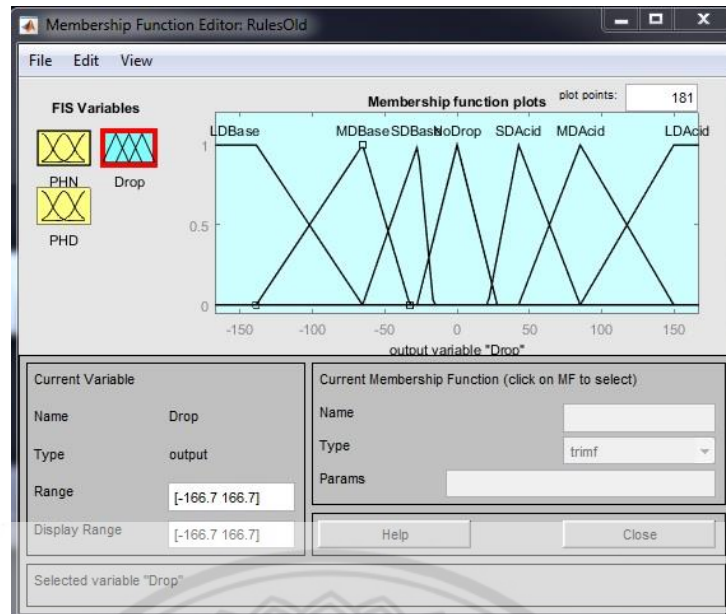 Membership Function Editor: RulesOld
File Edit View
FIS Variables
PHN
Drop
PHD
Membership function plots
plot points:
181
LDBase MDBase SDBase NoDrop SDAcid MDAcid LDAcid
1
0.5
0
-150 -100 -50 0 50 100 150
output variable "Drop"
Current Variable
Name Drop
Type output
Range [-166.7 166.7]
Display Range [-166.7 166.7]
Current Membership Function (click on MF to select)
Name
Type trimf
Params
Help Close
Selected variable "Drop"